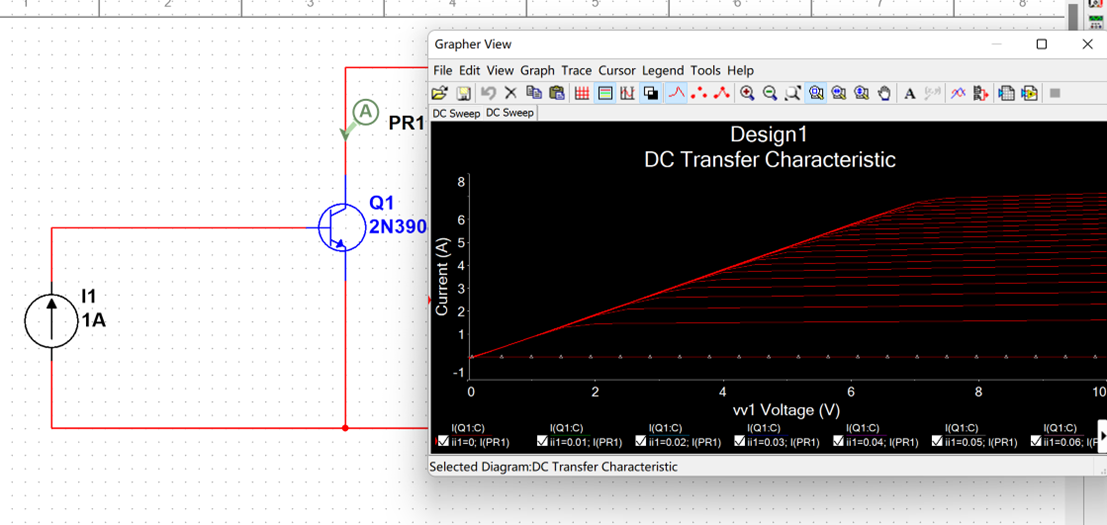 2 3 4 5 6 7 8
Grapher View
File Edit View Graph Trace Cursor Legend Tools Help
A
DC Sweep DC Sweep
A
PR1
Design1
DC Transfer Characteristic
Q1
2N390
I1
1A
Current (A)
8
6
5
4
3
2
1
-1
0 2 4 6 8 10
vv1 Voltage (V)
I(Q1:C) I(Q1:C) I(Q1:C) I(Q1:C) I(Q1:C) I(Q1:C) I(Q1:C)
ii1=0; I(PR1) ii1=0.01; I(PR1) ii1=0.02; I(PR1) ii1=0.03; I(PR1) ii1=0.04; I(PR1) ii1=0.05; I(PR1) ii1=0.06; I(P
Selected Diagram:DC Transfer Characteristic